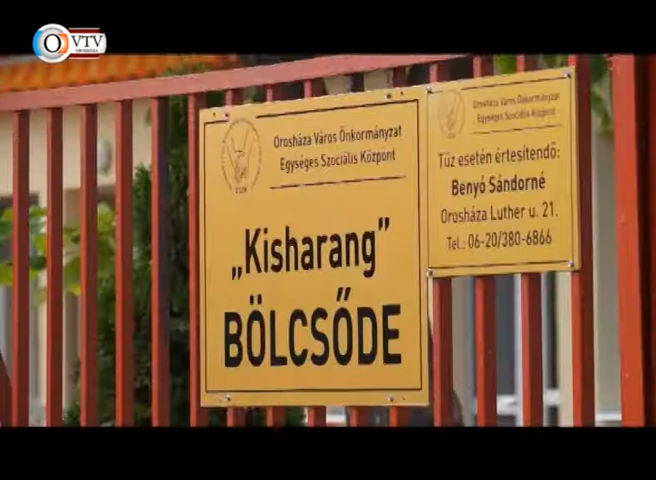 VTV
Orosháza Város Önkormányzat
Egységes Szociális Központ
„Kisharang”
BÖLCSŐDE
Orosháza Város Önkormányzat
Egységes Szociális Központ
Tűz esetén értesítendő:
Benyó Sándorné
Orosháza Luther u. 21.
Tel.: 06-20/380-6866